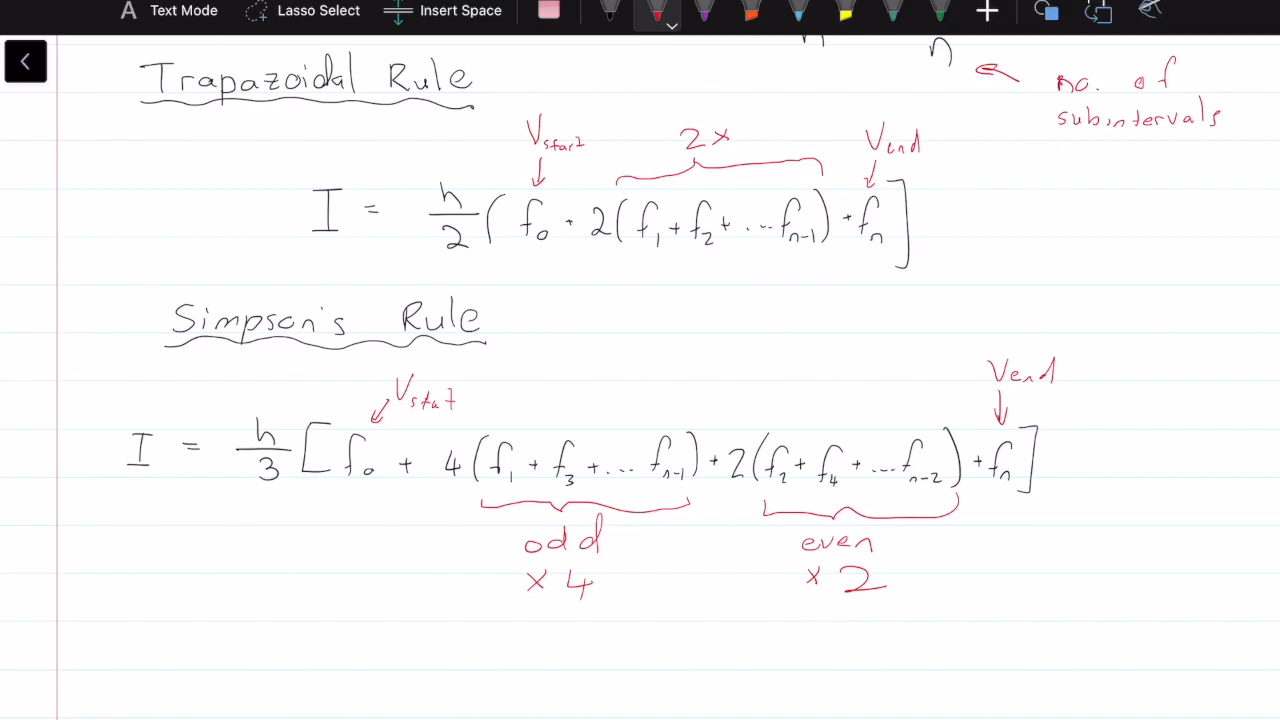 Text Mode Lasso Select Insert Space
n
Trapazoidal Rule
← no. of
subintervals
Vstart 2× Vend
I = h/2 ( f₀ + 2(f₁ + f₂ + ... fₙ₋₁) + fₙ ]
Simpson's Rule
Vstat Vend
I = h/3 [ f₀ + 4(f₁ + f₃ + ... fₙ₋₁) + 2(f₂ + f₄ + ... fₙ₋₂) + fₙ ]
odd even
× 4 × 2